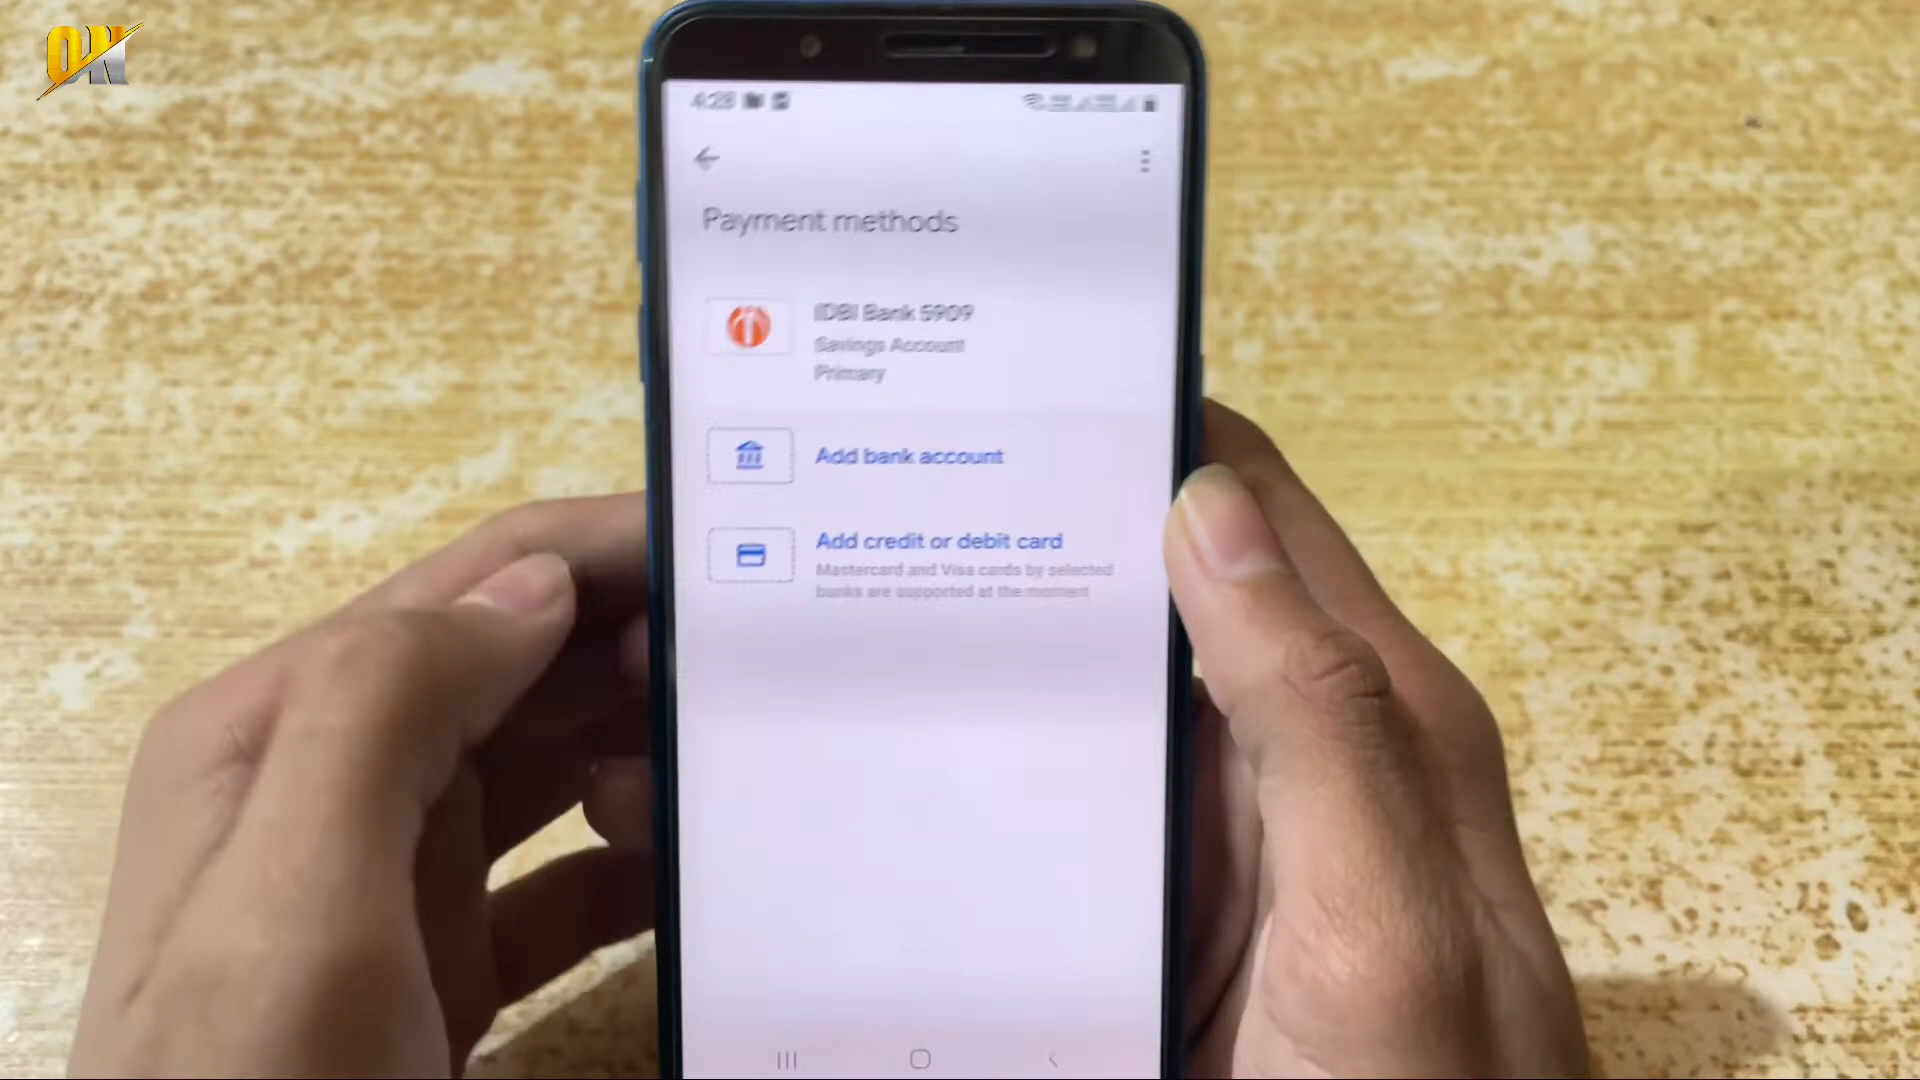 ON
4:28
Payment methods
IDBI Bank 5909
Savings Account
Primary
Add bank account
Add credit or debit card
Mastercard and Visa cards by selected
banks are supported at the moment